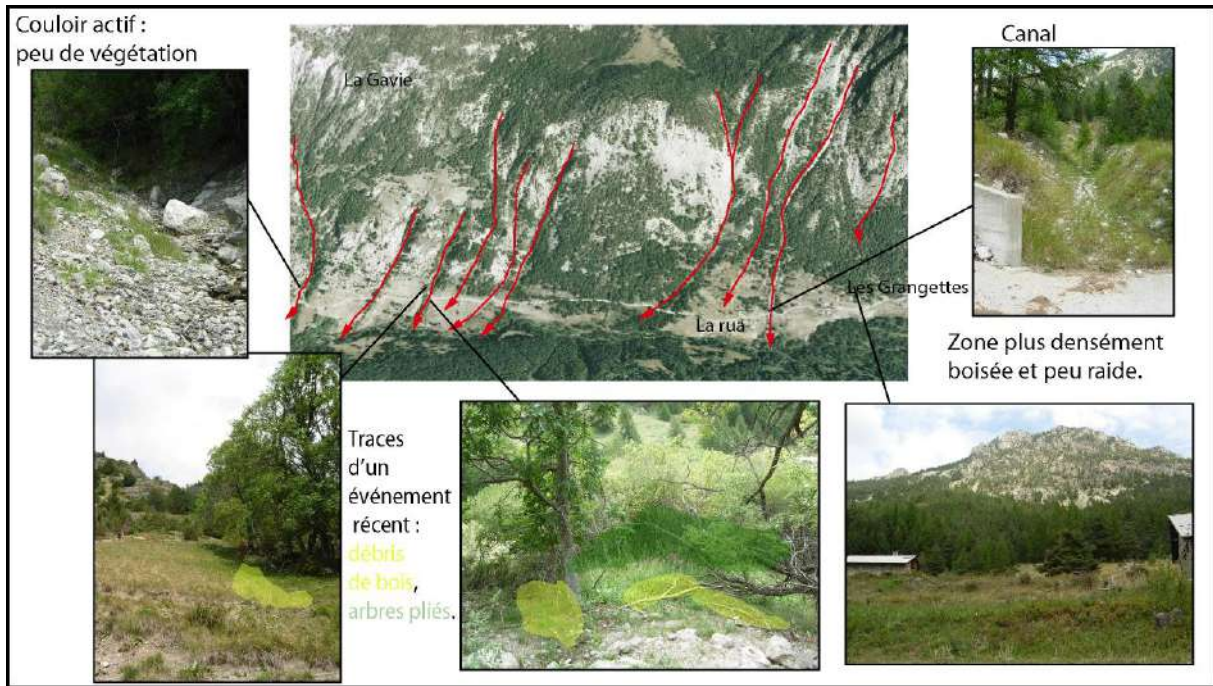 Couloir actif :
peu de végétation
La Gavie
Canal
Les Grangettes
La rua
Zone plus densément
boisée et peu raide.
Traces
d'un
événement
récent :
débris
de bois,
arbres pliés.